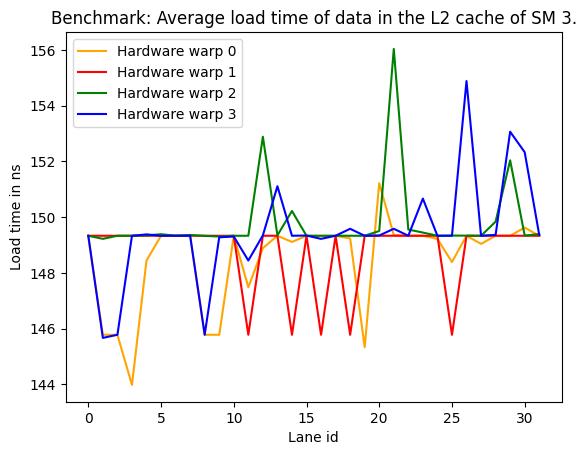 Benchmark: Average load time of data in the L2 cache of SM 3.
Hardware warp 0
Hardware warp 1
Hardware warp 2
Hardware warp 3
156
154
152
150
148
146
144
Load time in ns
0 5 10 15 20 25 30
Lane id